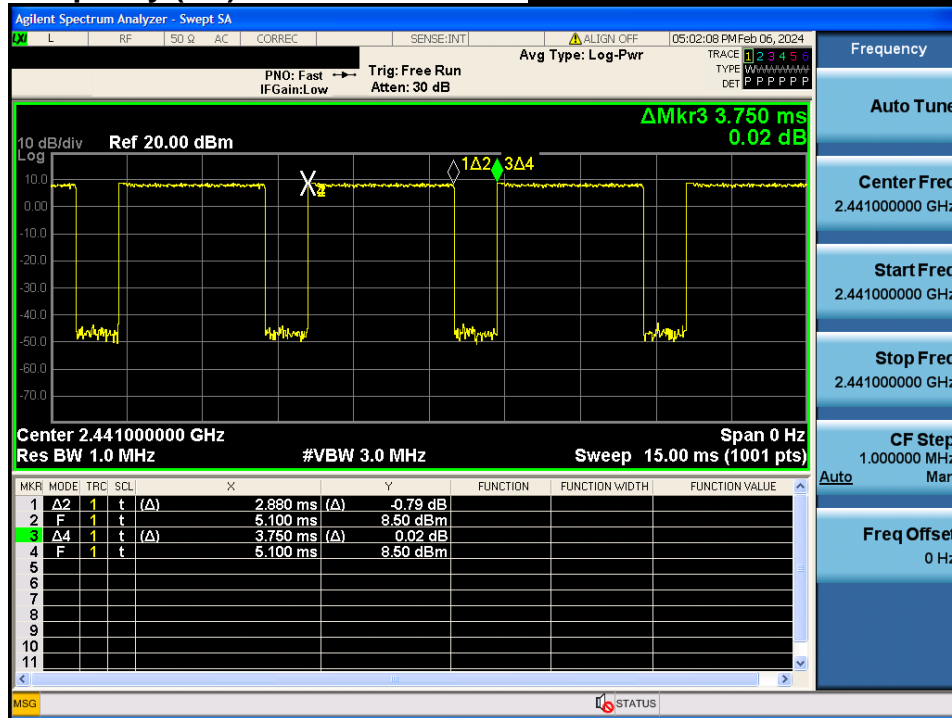 Agilent Spectrum Analyzer - Swept SA
LXI L RF 50 Ω AC CORREC SENSE:INT ALIGN OFF 05:02:08 PM Feb 06, 2024
Avg Type: Log-Pwr
TRACE 1 2 3 4 5 6
TYPE WWWWWW
DET P P P P P P
PNO: Fast Trig: Free Run
IFGain:Low Atten: 30 dB
ΔMkr3 3.750 ms
0.02 dB
10 dB/div Ref 20.00 dBm
Log
1Δ2 3Δ4
10.0
0.00
-10.0
-20.0
-30.0
-40.0
-50.0
-60.0
-70.0
Center 2.441000000 GHz Span 0 Hz
Res BW 1.0 MHz #VBW 3.0 MHz Sweep 15.00 ms (1001 pts)
MKR MODE TRC SCL X Y FUNCTION FUNCTION WIDTH FUNCTION VALUE
1 Δ2 1 t (Δ) 2.880 ms (Δ) -0.79 dB
2 F 1 t 5.100 ms 8.50 dBm
3 Δ4 1 t (Δ) 3.750 ms (Δ) 0.02 dB
4 F 1 t 5.100 ms 8.50 dBm
5
6
7
8
9
10
11
MSG STATUS
Frequency
Auto Tune
Center Freq
2.441000000 GHz
Start Freq
2.441000000 GHz
Stop Freq
2.441000000 GHz
CF Step
1.000000 MHz
Auto Man
Freq Offset
0 Hz